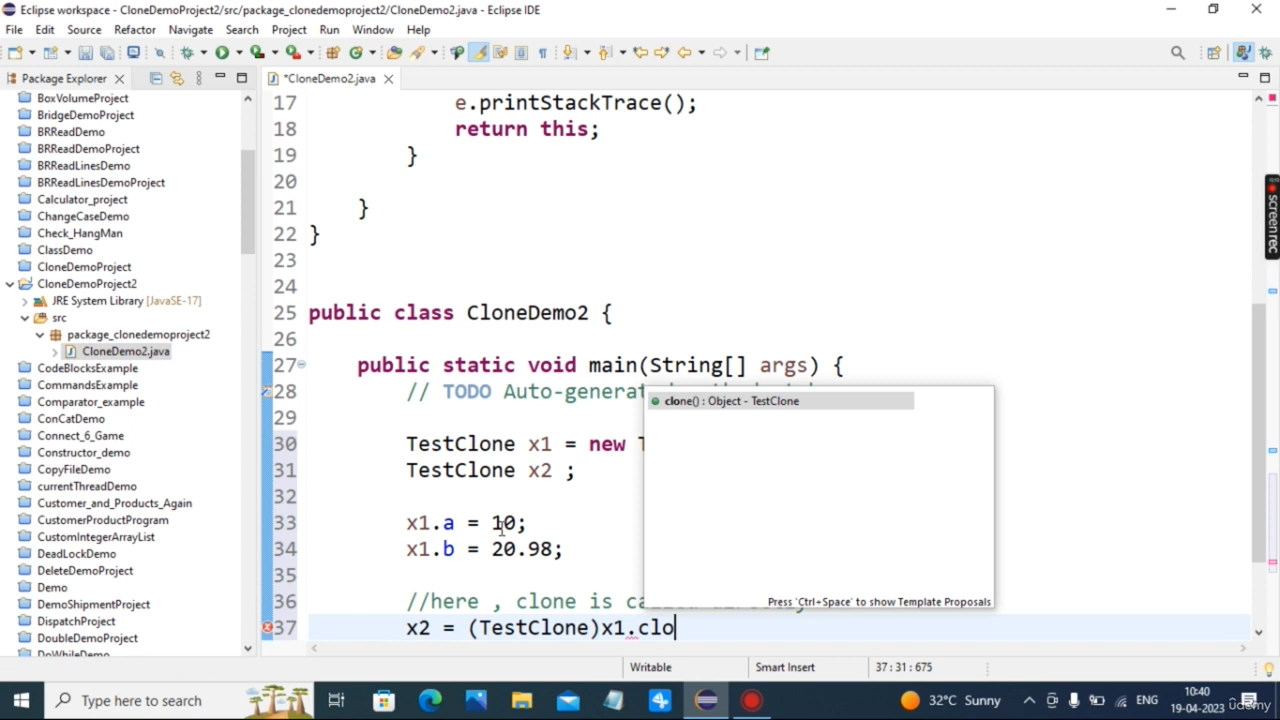 Eclipse workspace - CloneDemoProject2/src/package_clonedemoproject2/CloneDemo2.java - Eclipse IDE
File Edit Source Refactor Navigate Search Project Run Window Help
Package Explorer
*CloneDemo2.java
BoxVolumeProject
BridgeDemoProject
BRReadDemo
BRReadDemoProject
BRReadLinesDemo
BRReadLinesDemoProject
Calculator_project
ChangeCaseDemo
Check_HangMan
ClassDemo
CloneDemoProject
CloneDemoProject2
JRE System Library [JavaSE-17]
src
package_clonedemoproject2
CloneDemo2.java
CodeBlocksExample
CommandsExample
Comparator_example
ConCatDemo
Connect_6_Game
Constructor_demo
CopyFileDemo
currentThreadDemo
Customer_and_Products_Again
CustomerProductProgram
CustomIntegerArrayList
DeadLockDemo
DeleteDemoProject
Demo
DemoShipmentProject
DispatchProject
DoubleDemoProject
DoWhileDemo
17 e.printStackTrace();
18 return this;
19 }
20
21 }
22 }
23
24
25 public class CloneDemo2 {
26
27 public static void main(String[] args) {
28 // TODO Auto-generat
29
30 TestClone x1 = new T
31 TestClone x2 ;
32
33 x1.a = 10;
34 x1.b = 20.98;
35
36 //here , clone is ca
37 x2 = (TestClone)x1.clo
clone() : Object - TestClone
Press 'Ctrl+Space' to show Template Proposals
screenrec
Writable Smart Insert 37 : 31 : 675
Type here to search
32°C Sunny
ENG
10:40
19-04-2023
udemy